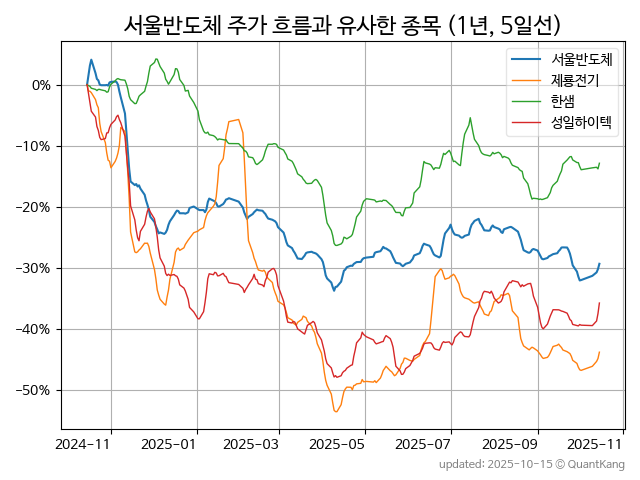 서울반도체 주가 흐름과 유사한 종목 (1년, 5일선)
서울반도체
제룡전기
한샘
성일하이텍
0%
−10%
−20%
−30%
−40%
−50%
2024-11
2025-01
2025-03
2025-05
2025-07
2025-09
2025-11
updated: 2025-10-15 © QuantKang